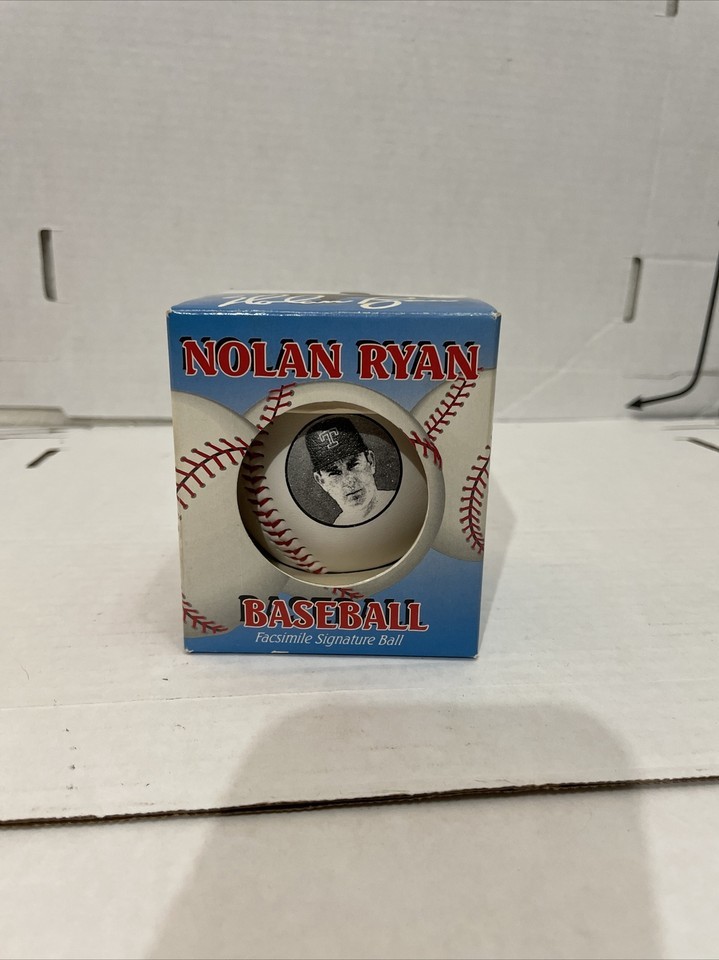 NOLAN RYAN
T
BASEBALL
Facsimile Signature Ball